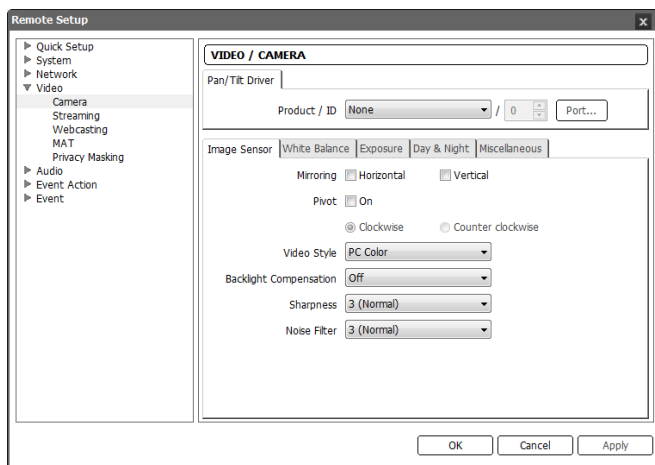 Remote Setup
x
Quick Setup
System
Network
Video
Camera
Streaming
Webcasting
MAT
Privacy Masking
Audio
Event Action
Event
VIDEO / CAMERA
Pan/Tilt Driver
Product / ID None / 0 Port...
Image Sensor White Balance Exposure Day & Night Miscellaneous
Mirroring Horizontal Vertical
Pivot On
Clockwise Counter clockwise
Video Style PC Color
Backlight Compensation Off
Sharpness 3 (Normal)
Noise Filter 3 (Normal)
OK Cancel Apply